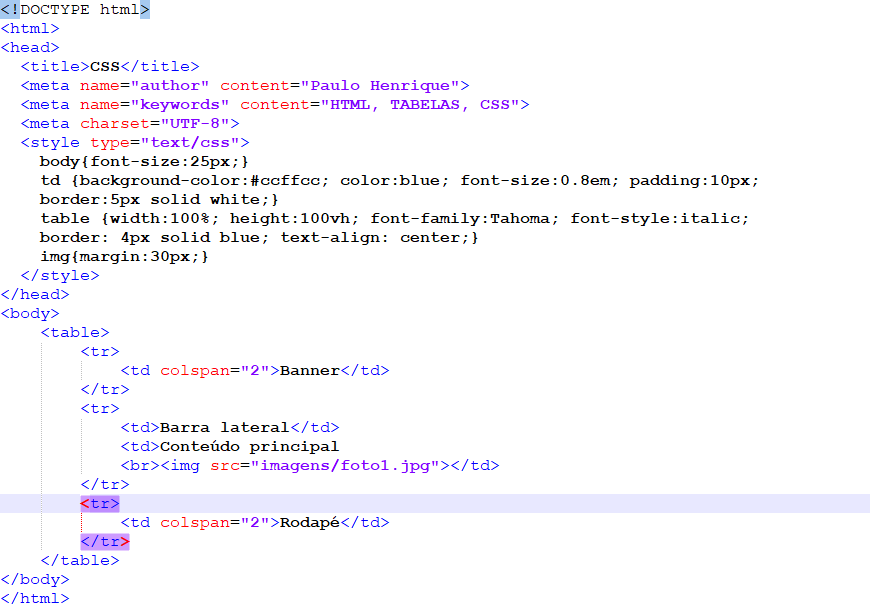 <!DOCTYPE html>
<html>
<head>
  <title>CSS</title>
  <meta name="author" content="Paulo Henrique">
  <meta name="keywords" content="HTML, TABELAS, CSS">
  <meta charset="UTF-8">
  <style type="text/css">
    body{font-size:25px;}
    td {background-color:#ccffcc; color:blue; font-size:0.8em; padding:10px;
    border:5px solid white;}
    table {width:100%; height:100vh; font-family:Tahoma; font-style:italic;
    border: 4px solid blue; text-align: center;}
    img{margin:30px;}
  </style>
</head>
<body>
    <table>
        <tr>
            <td colspan="2">Banner</td>
        </tr>
        <tr>
            <td>Barra lateral</td>
            <td>Conteúdo principal
            <br><img src="imagens/foto1.jpg"></td>
        </tr>
        <tr>
            <td colspan="2">Rodapé</td>
        </tr>
    </table>
</body>
</html>